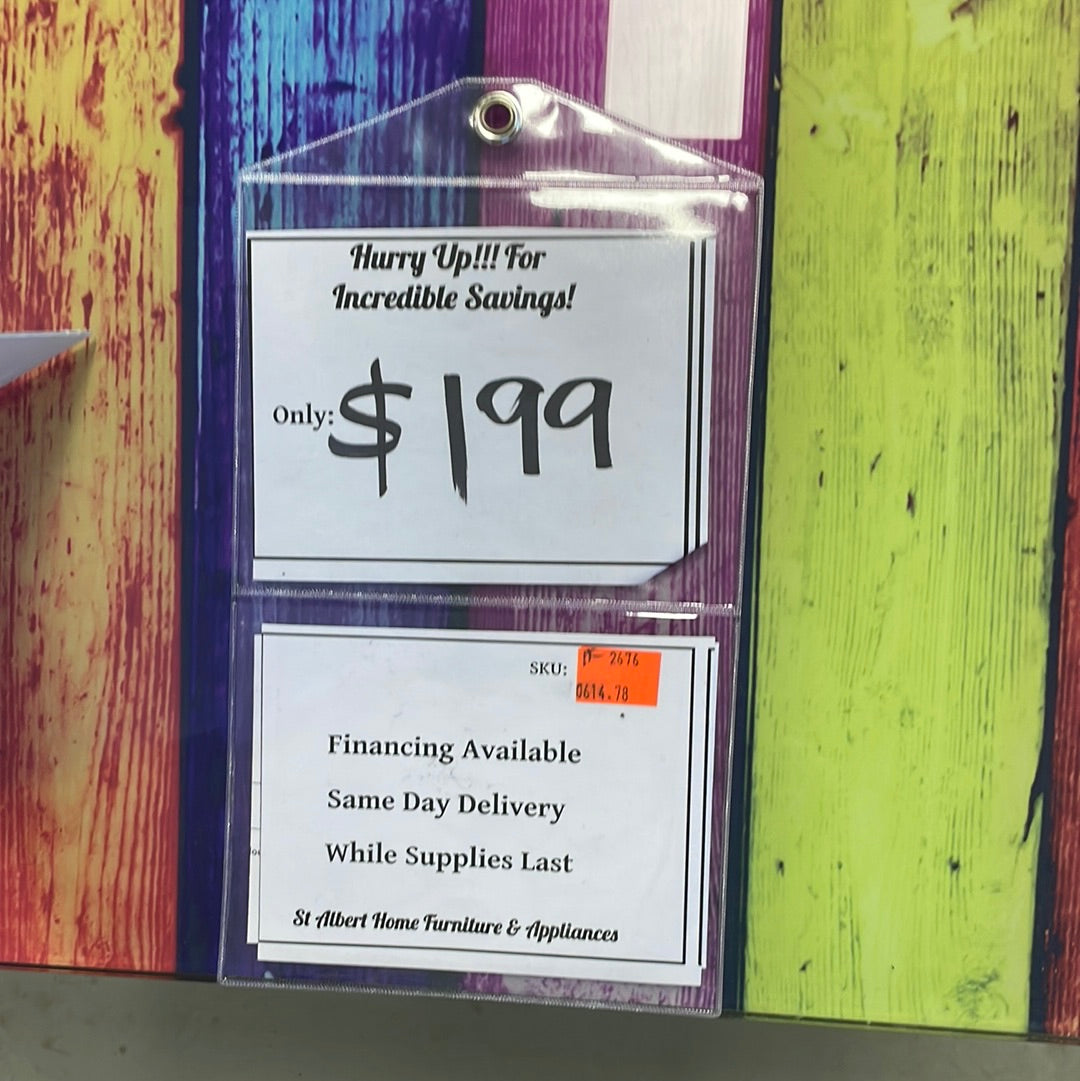 Hurry Up!!! For
Incredible Savings!
Only: $199
SKU: D- 2676
0614.78
Financing Available
Same Day Delivery
While Supplies Last
St Albert Home Furniture & Appliances